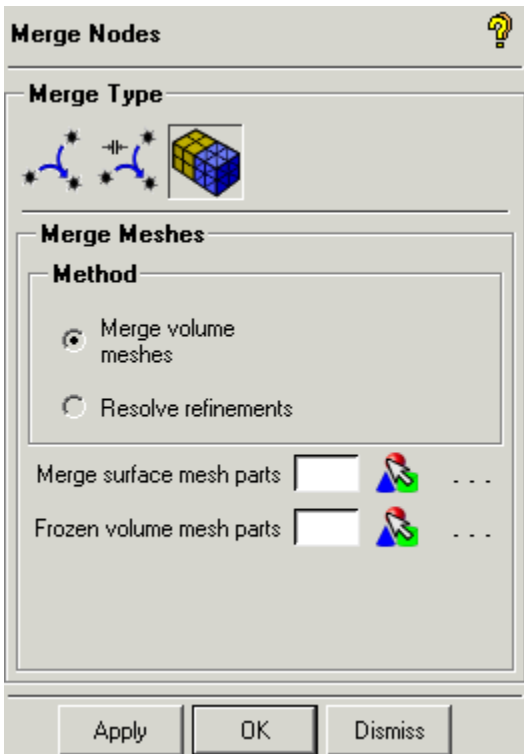 Merge Nodes
Merge Type
Merge Meshes
Method
Merge volume
meshes
Resolve refinements
Merge surface mesh parts ...
Frozen volume mesh parts ...
Apply OK Dismiss